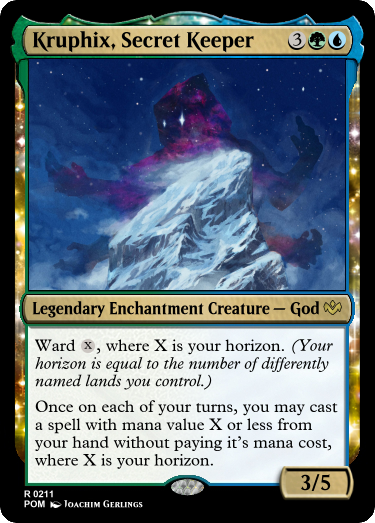 Kruphix, Secret Keeper 3
Legendary Enchantment Creature — God
Ward X, where X is your horizon. (Your
horizon is equal to the number of differently
named lands you control.)
Once on each of your turns, you may cast
a spell with mana value X or less from
your hand without paying it's mana cost,
where X is your horizon.
3/5
R 0211
POM Joachim Gerlings